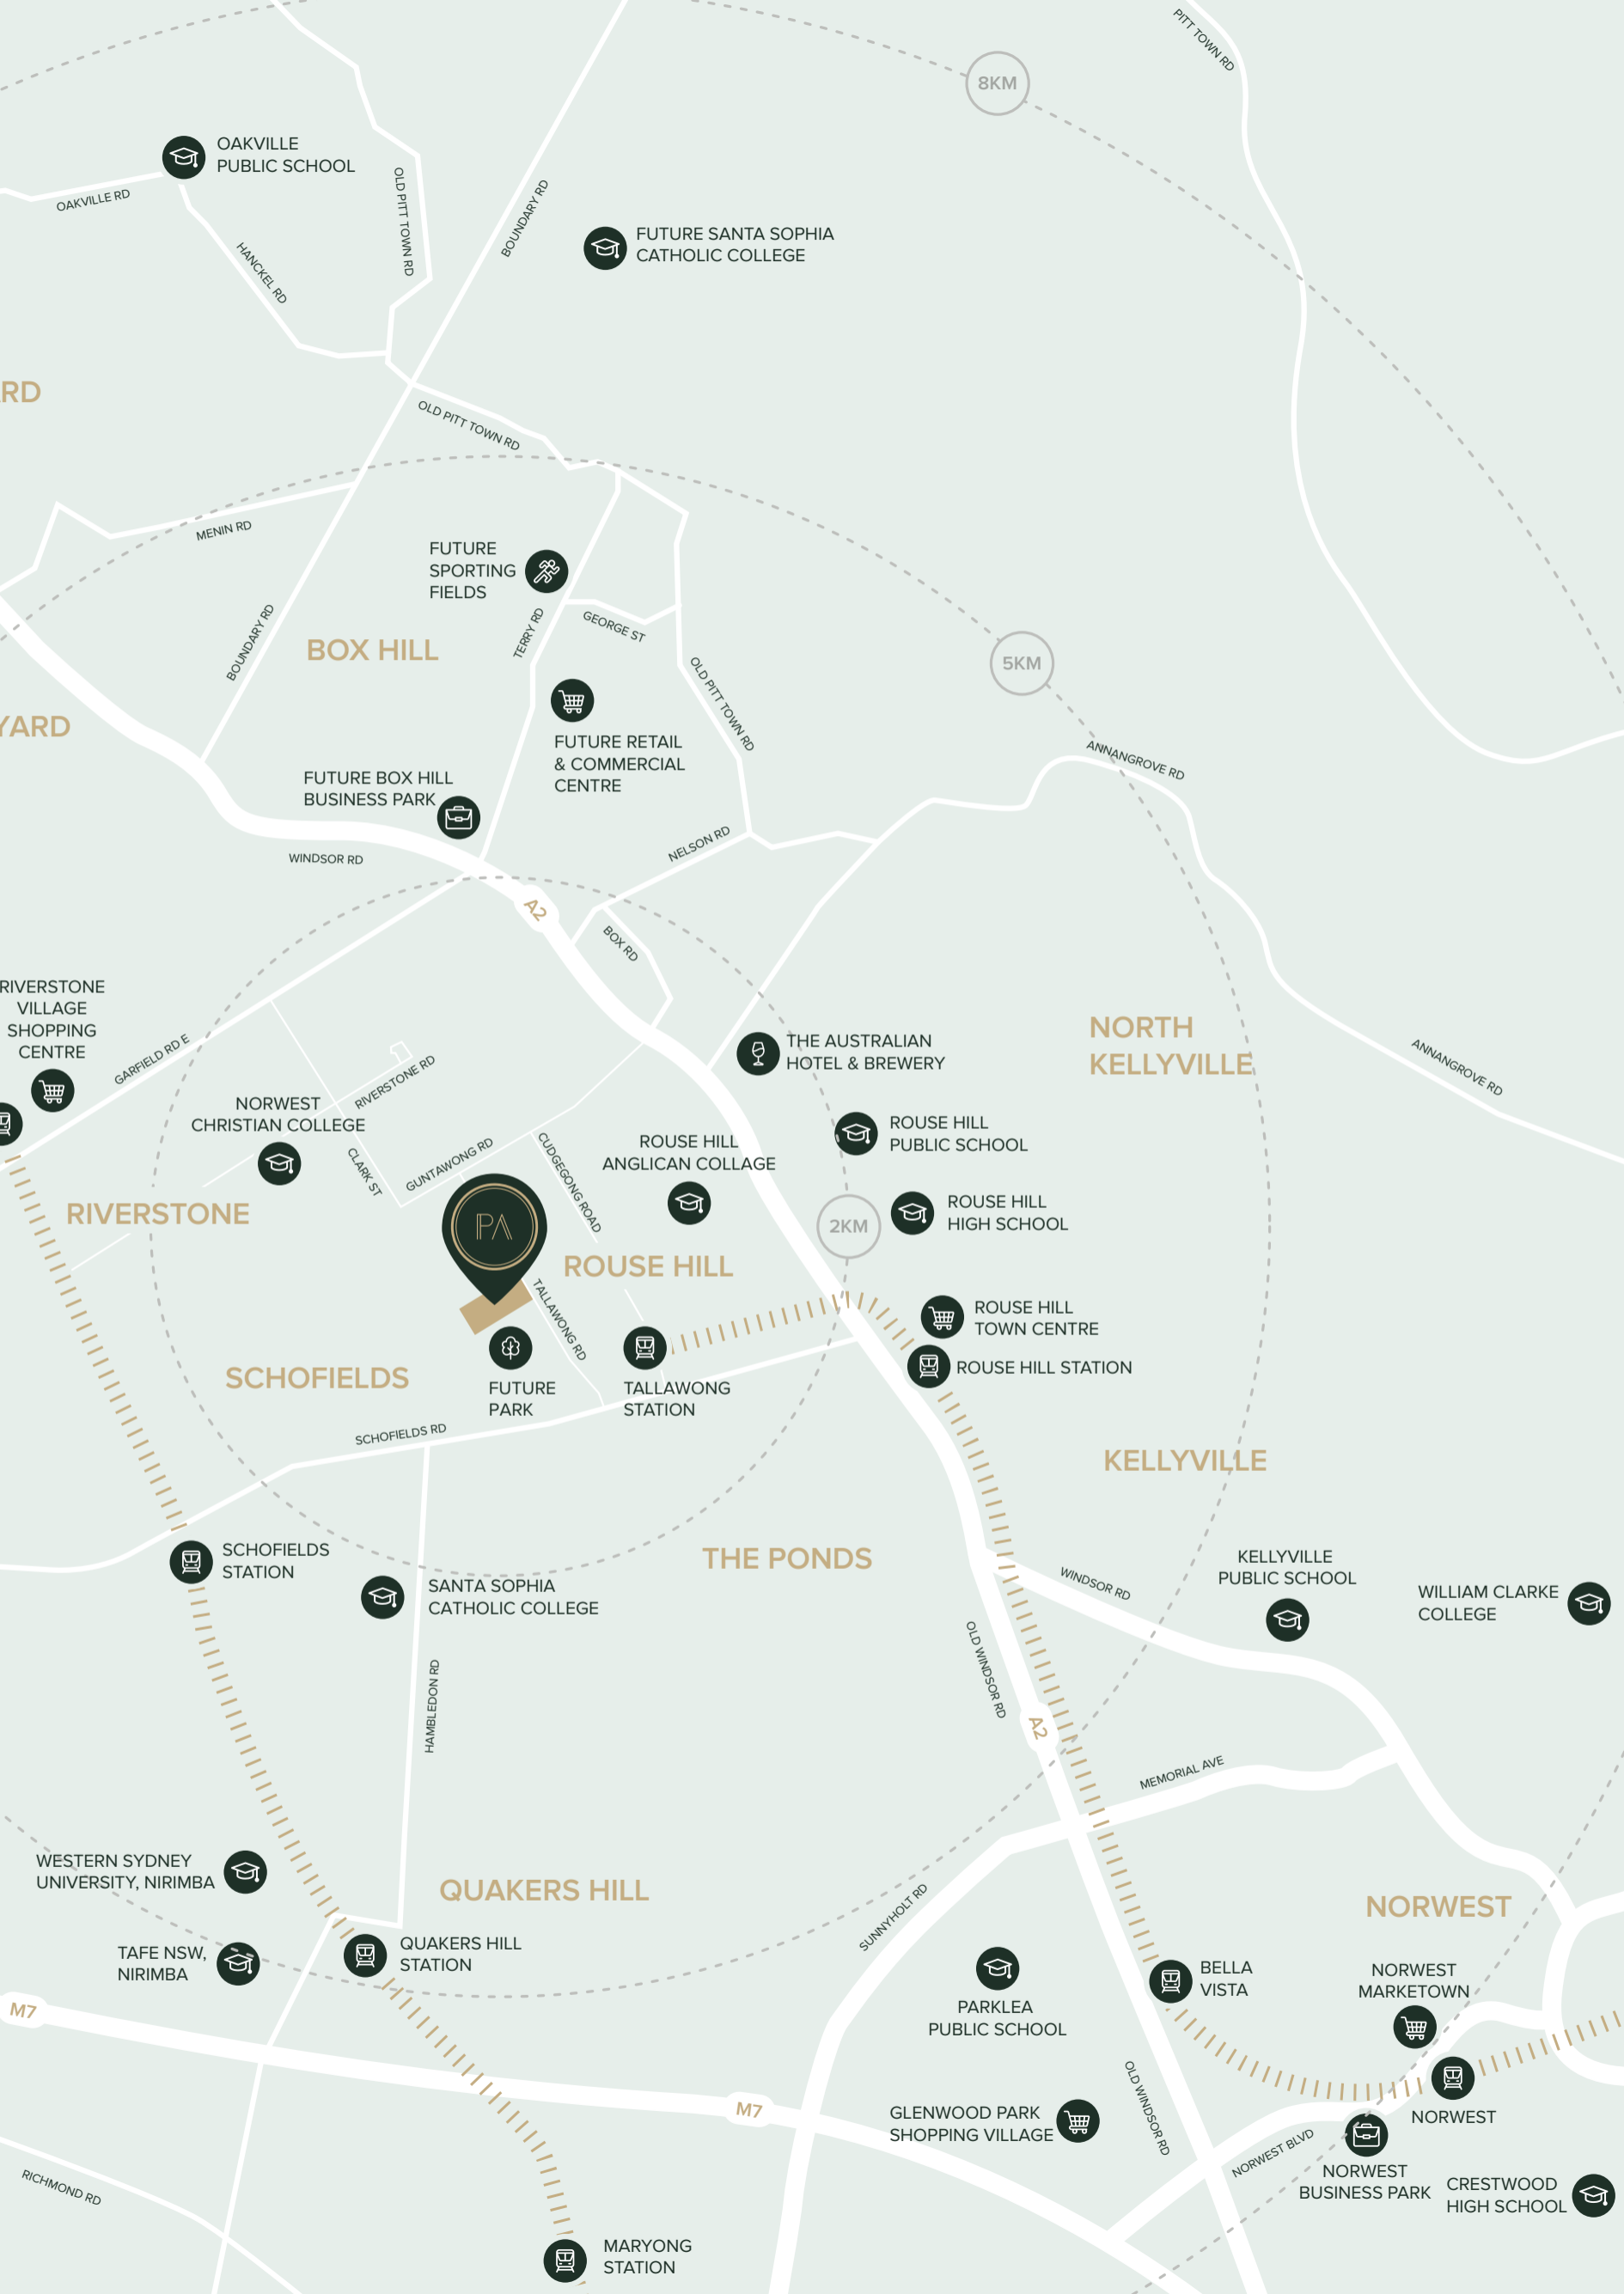 PITT TOWN RD
8KM
OAKVILLE
PUBLIC SCHOOL
OAKVILLE RD
OLD PITT TOWN RD
BOUNDARY RD
HANCKEL RD
FUTURE SANTA SOPHIA
CATHOLIC COLLEGE
RD
OLD PITT TOWN RD
MENIN RD
FUTURE
SPORTING
FIELDS
BOUNDARY RD
BOX HILL
TERRY RD
GEORGE ST
5KM
OLD PITT TOWN RD
YARD
FUTURE RETAIL
& COMMERCIAL
CENTRE
ANNANGROVE RD
FUTURE BOX HILL
BUSINESS PARK
WINDSOR RD
NELSON RD
A2
BOX RD
RIVERSTONE
VILLAGE
SHOPPING
CENTRE
GARFIELD RD E
NORTH
KELLYVILLE
THE AUSTRALIAN
HOTEL & BREWERY
ANNANGROVE RD
RIVERSTONE RD
NORWEST
CHRISTIAN COLLEGE
CLARK ST
GUNTAWONG RD
CUDGEGONG ROAD
ROUSE HILL
ANGLICAN COLLAGE
ROUSE HILL
PUBLIC SCHOOL
RIVERSTONE
PA
2KM
ROUSE HILL
HIGH SCHOOL
ROUSE HILL
TALLAWONG RD
ROUSE HILL
TOWN CENTRE
ROUSE HILL STATION
SCHOFIELDS
FUTURE
PARK
TALLAWONG
STATION
SCHOFIELDS RD
KELLYVILLE
SCHOFIELDS
STATION
SANTA SOPHIA
CATHOLIC COLLEGE
THE PONDS
WINDSOR RD
KELLYVILLE
PUBLIC SCHOOL
WILLIAM CLARKE
COLLEGE
OLD WINDSOR RD
HAMBLEDON RD
A2
MEMORIAL AVE
WESTERN SYDNEY
UNIVERSITY, NIRIMBA
QUAKERS HILL
SUNNYHOLT RD
NORWEST
TAFE NSW,
NIRIMBA
QUAKERS HILL
STATION
BELLA
VISTA
NORWEST
MARKETOWN
M7
PARKLEA
PUBLIC SCHOOL
OLD WINDSOR RD
M7
GLENWOOD PARK
SHOPPING VILLAGE
NORWEST
NORWEST BLVD
NORWEST
BUSINESS PARK
CRESTWOOD
HIGH SCHOOL
RICHMOND RD
MARYONG
STATION